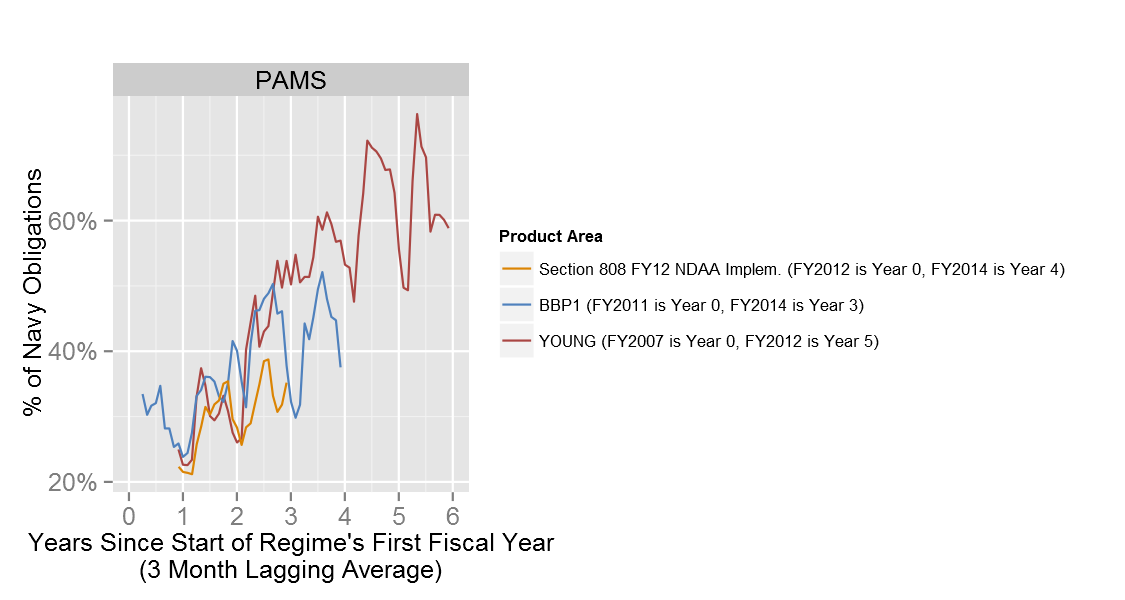 PAMS
% of Navy Obligations
60%
40%
20%
0 1 2 3 4 5 6
Years Since Start of Regime's First Fiscal Year
(3 Month Lagging Average)
Product Area
Section 808 FY12 NDAA Implem. (FY2012 is Year 0, FY2014 is Year 4)
BBP1 (FY2011 is Year 0, FY2014 is Year 3)
YOUNG (FY2007 is Year 0, FY2012 is Year 5)